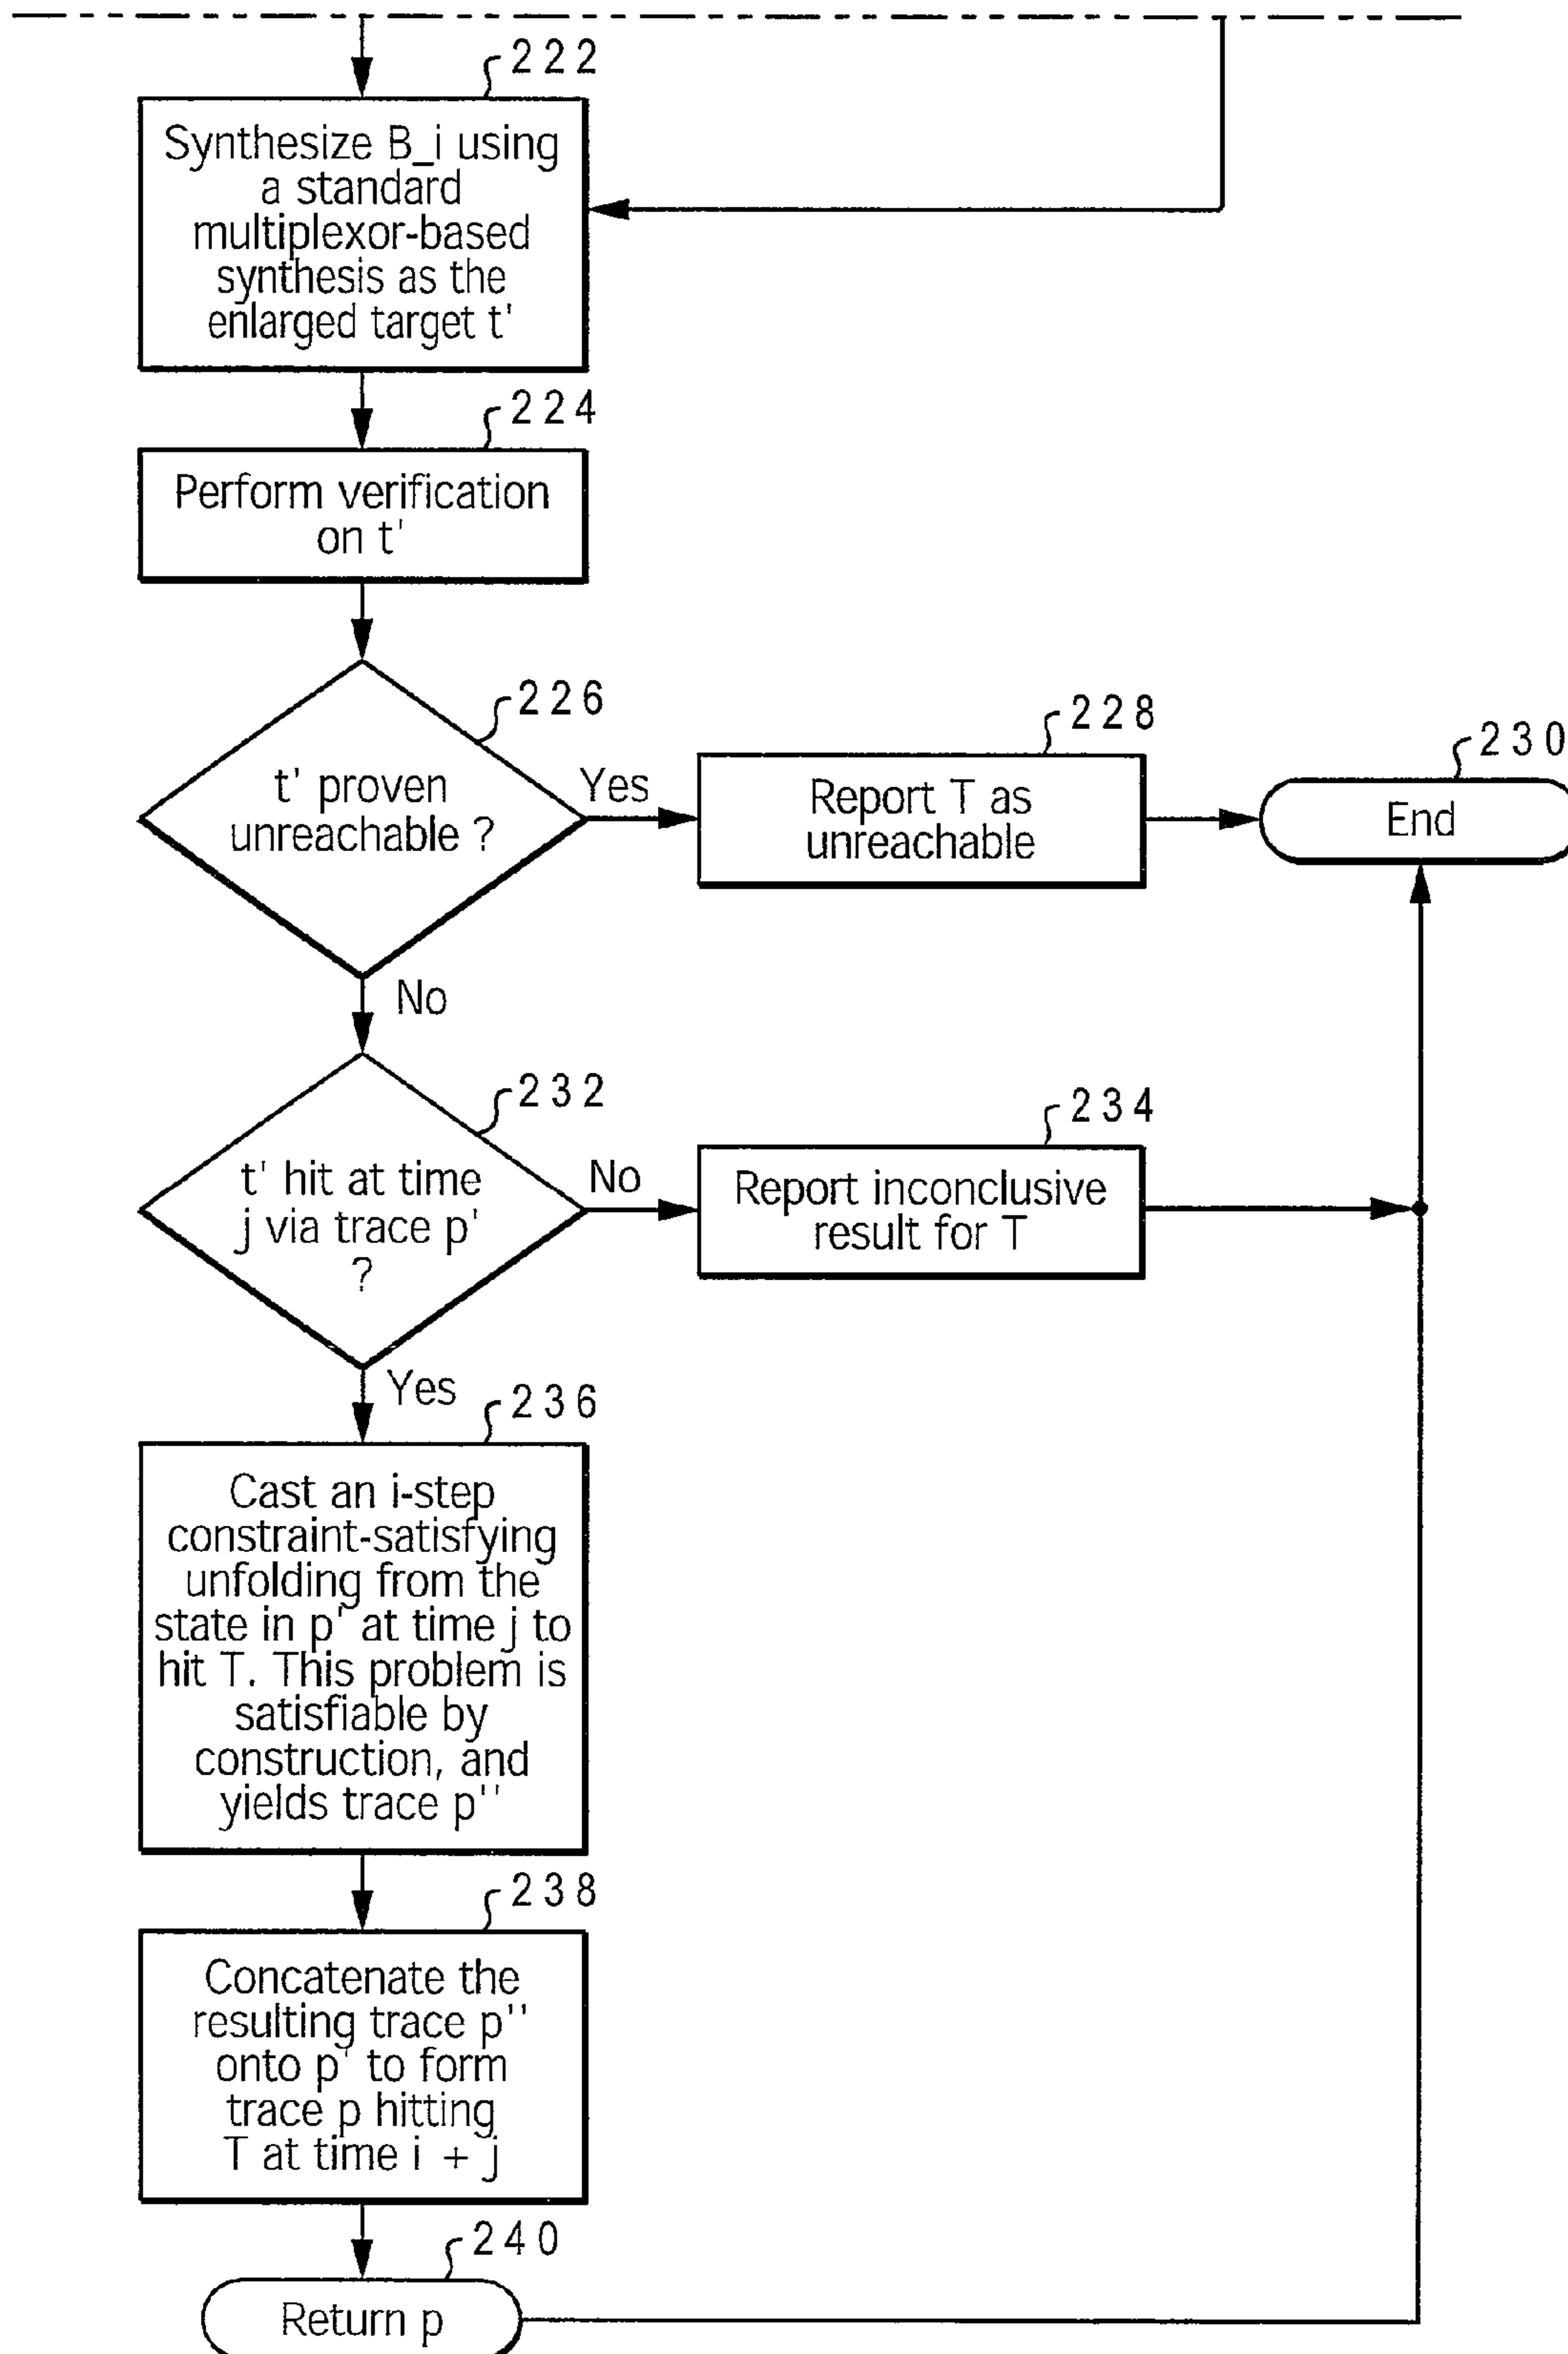 222
Synthesize B_i using
a standard
multiplexor-based
synthesis as the
enlarged target t'
224
Perform verification
on t'
226
t' proven
unreachable ?
Yes
228
Report T as
unreachable
230
End
No
232
t' hit at time
j via trace p'
?
No
234
Report inconclusive
result for T
Yes
236
Cast an i-step
constraint-satisfying
unfolding from the
state in p' at time j to
hit T. This problem is
satisfiable by
construction, and
yields trace p''
238
Concatenate the
resulting trace p''
onto p' to form
trace p hitting
T at time i + j
240
Return p